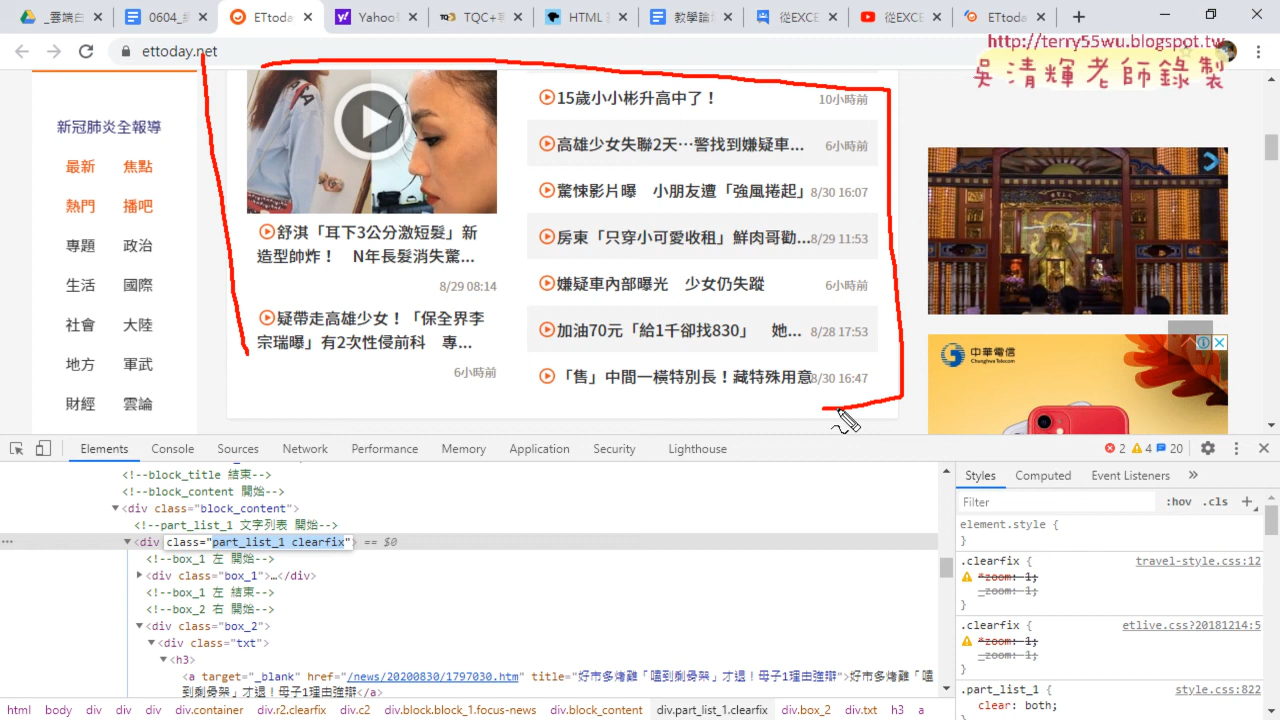 _雲端白
0604_
ETtoda
Yahoo
TQC+
HTML
教學論
從EXCE
從EXCE
ETtoda
ettoday.net
http://terry55wu.blogspot.tw
吳清輝老師錄製
新冠肺炎全報導
最新 焦點
熱門 播吧
專題 政治
生活 國際
社會 大陸
地方 軍武
財經 雲論
舒淇「耳下3公分激短髮」新
造型帥炸! N年長髮消失驚...
8/29 08:14
疑帶走高雄少女!「保全界李
宗瑞曝」有2次性侵前科 專...
6小時前
15歲小小彬升高中了! 10小時前
高雄少女失聯2天…警找到嫌疑車... 6小時前
驚悚影片曝 小朋友遭「強風捲起」 8/30 16:07
房東「只穿小可愛收租」鮮肉哥勸... 8/29 11:53
嫌疑車內部曝光 少女仍失蹤 6小時前
加油70元「給1千卻找830」 她... 8/28 17:53
「售」中間一橫特別長!藏特殊用意 8/30 16:47
中華電信
Chunghwa Telecom
Elements Console Sources Network Performance Memory Application Security Lighthouse 2 4 20
<!--block_title 結束-->
<!--block_content 開始-->
<div class="block_content">
<!--part_list_1 文字列表 開始-->
<div class="part_list_1 clearfix"> == $0
<!--box_1 左 開始-->
<div class="box_1">…</div>
<!--box_1 左 結束-->
<!--box_2 右 開始-->
<div class="box_2">
<div class="txt">
<h3>
<a target="_blank" href="/news/20200830/1797030.htm" title="好市多烤雞「嗑到剩骨架」才退!母子1理由強辯">好市多烤雞「嗑
到剩骨架」才退!母子1理由強辯</a>
html body div div div div.container div.r2.clearfix div.c2 div.block.block_1.focus-news div.block_content div.part_list_1.clearfix div.box_2 div.txt h3 a
Styles Computed Event Listeners »
Filter :hov .cls +
element.style {
}
.clearfix { travel-style.css:12
*zoom: 1;
_zoom: 1;
}
.clearfix { etlive.css?20181214:5
*zoom: 1;
_zoom: 1;
}
.part_list_1 { style.css:822
clear: both;